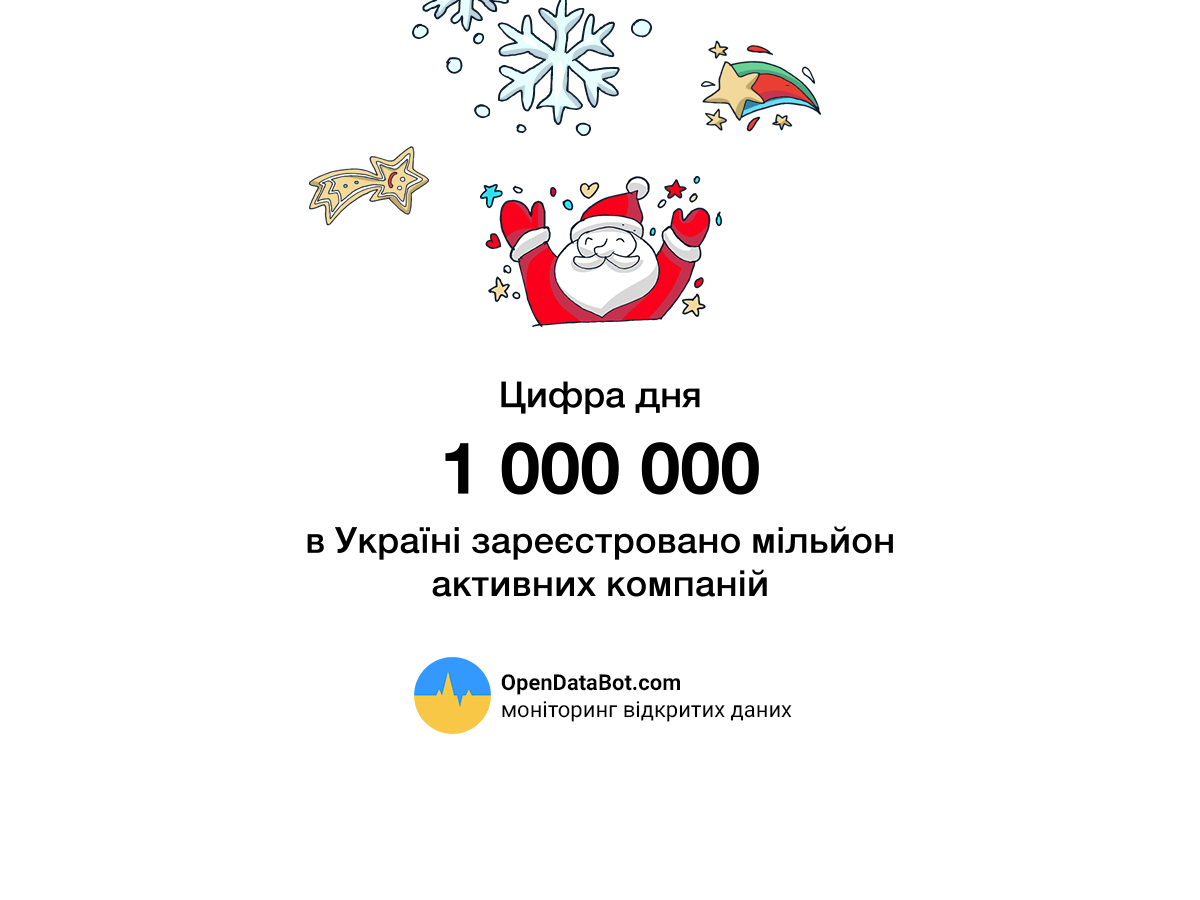 Цифра дня
1 000 000
в Україні зареєстровано мільйон
активних компаній
OpenDataBot.com
моніторинг відкритих даних